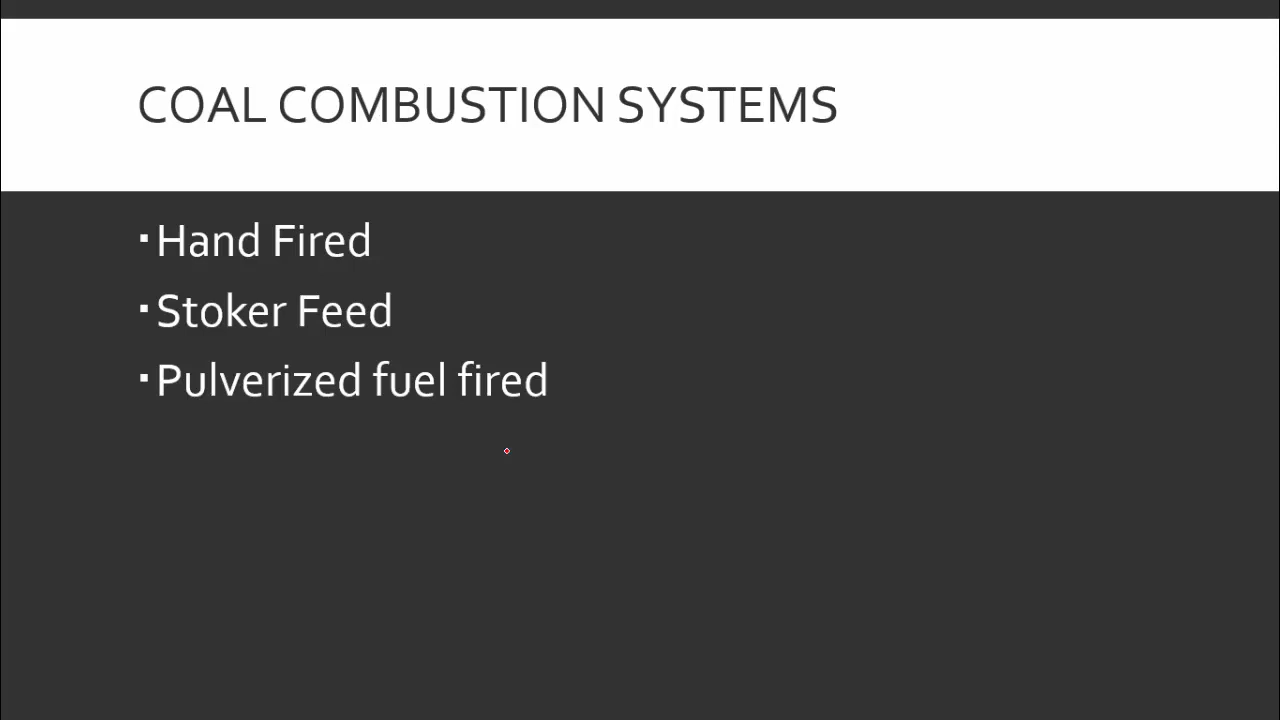 COAL COMBUSTION SYSTEMS
▪Hand Fired
▪Stoker Feed
▪Pulverized fuel fired